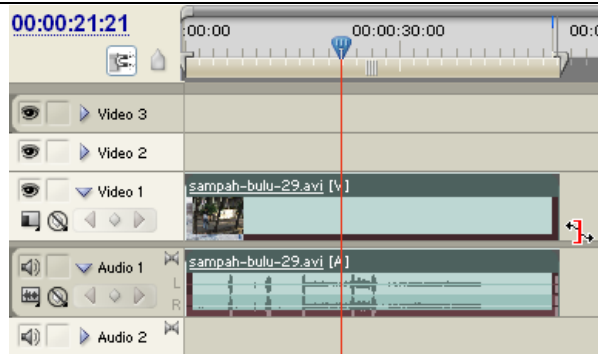 00:00:21:21
:00:00 00:00:30:00 00:
Video 3
Video 2
Video 1
sampah-bulu-29.avi [V]
Audio 1
sampah-bulu-29.avi [A]
L
R
Audio 2